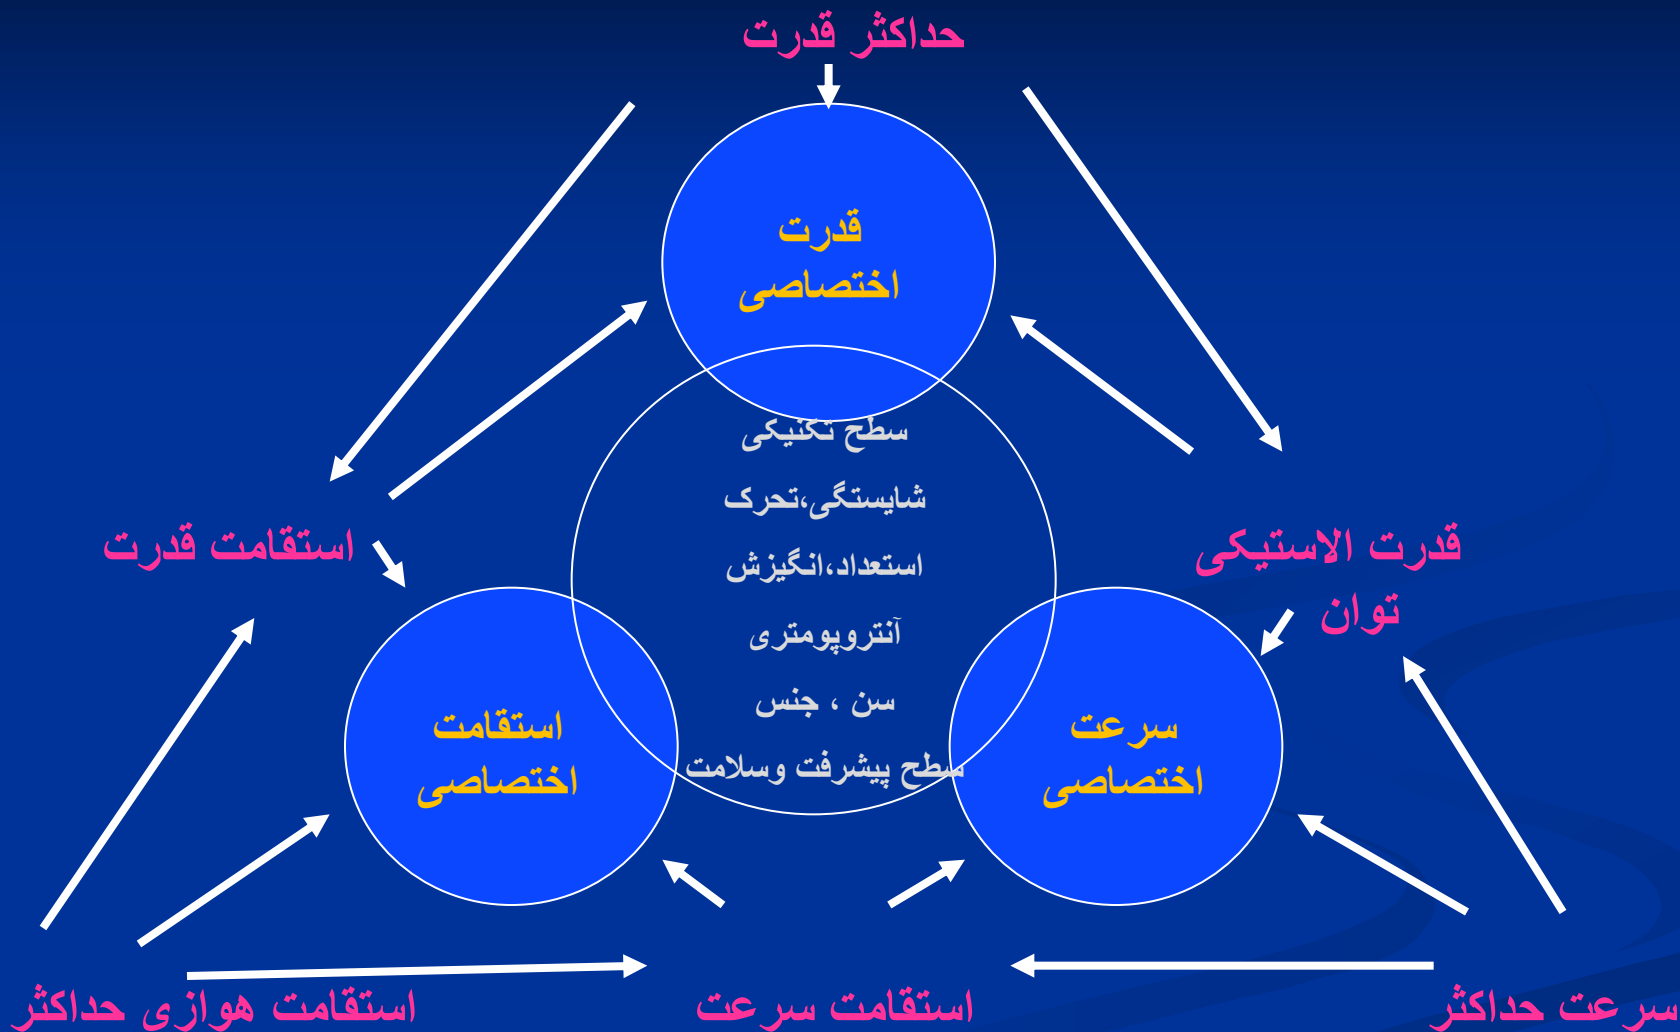 حداکثر قدرت
قدرت
اختصاصی
سطح تکنیکی
شایستگی،تحرک
استعداد،انگیزش
آنتروپومتری
سن ، جنس
سطح پیشرفت وسلامت
قدرت الاستیکی
توان
استقامت قدرت
سرعت
اختصاصی
استقامت
اختصاصی
سرعت حداکثر
استقامت سرعت
استقامت هوازی حداکثر